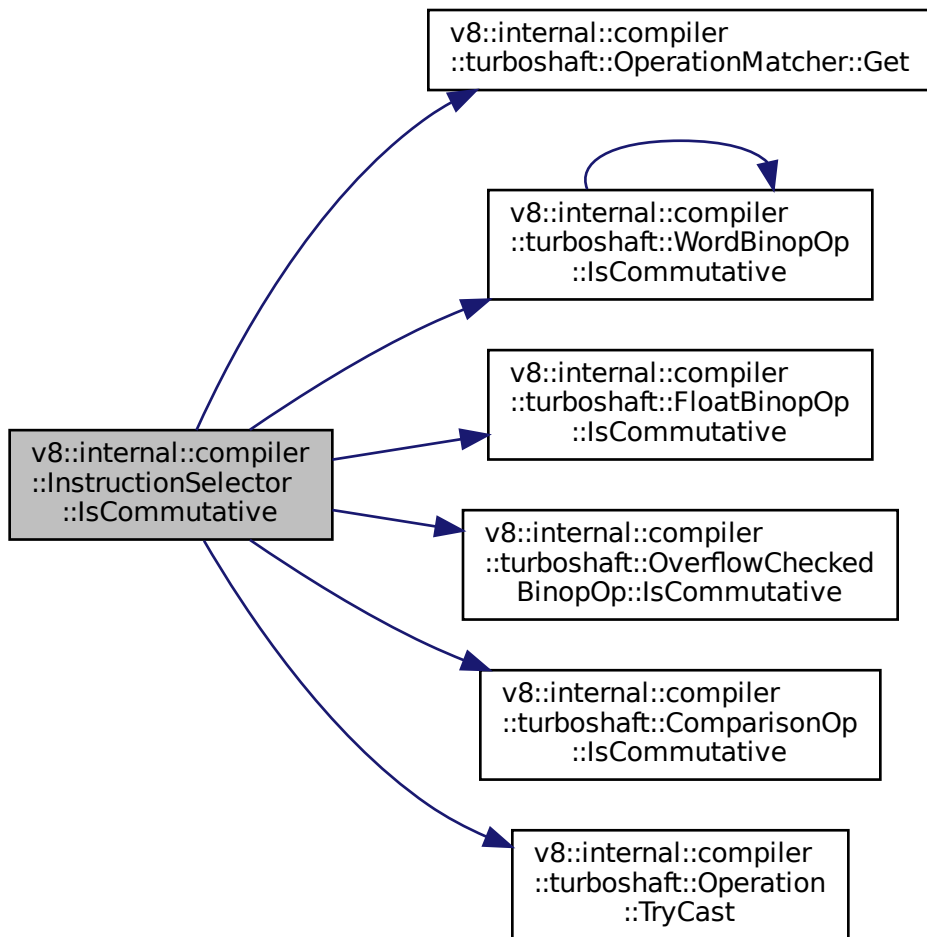 v8::internal::compiler
::turboshaft::OperationMatcher::Get
v8::internal::compiler
::turboshaft::WordBinopOp
::IsCommutative
v8::internal::compiler
::turboshaft::FloatBinopOp
::IsCommutative
v8::internal::compiler
::InstructionSelector
::IsCommutative
v8::internal::compiler
::turboshaft::OverflowChecked
BinopOp::IsCommutative
v8::internal::compiler
::turboshaft::ComparisonOp
::IsCommutative
v8::internal::compiler
::turboshaft::Operation
::TryCast